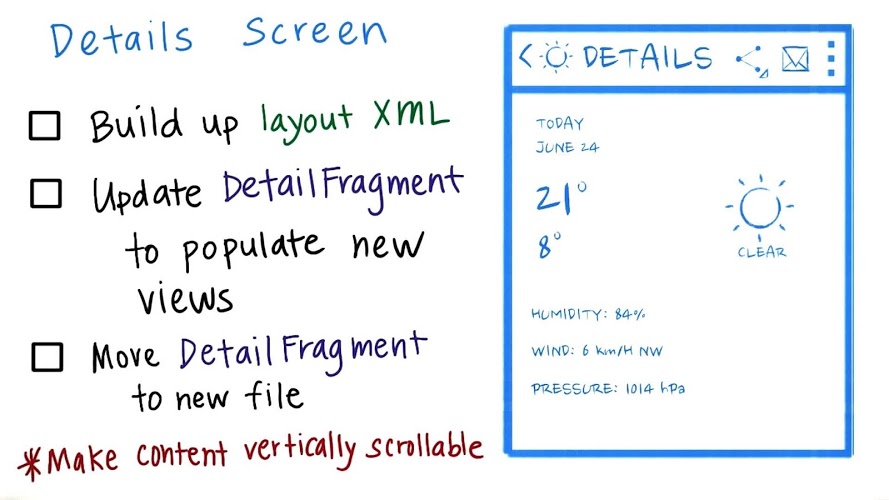 Details Screen
Build up layout XML
Update DetailFragment
to populate new
views
Move DetailFragment
to new file
*Make content vertically scrollable
< DETAILS
TODAY
JUNE 24
21°
8°
CLEAR
HUMIDITY: 84%
WIND: 6 km/H NW
PRESSURE: 1014 hPa